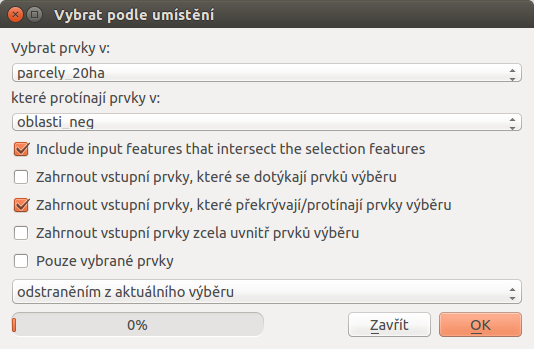 Vybrat podle umístění
Vybrat prvky v:
parcely_20ha
které protínají prvky v:
oblasti_neg
Include input features that intersect the selection features
Zahrnout vstupní prvky, které se dotýkají prvků výběru
Zahrnout vstupní prvky, které překrývají/protínají prvky výběru
Zahrnout vstupní prvky zcela uvnitř prvků výběru
Pouze vybrané prvky
odstraněním z aktuálního výběru
0%
Zavřít
OK